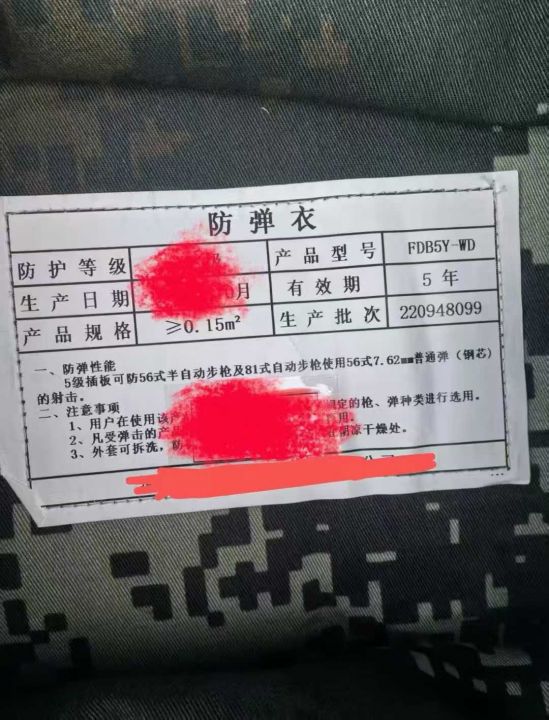 防弹衣
防护等级 产品型号 FDB5Y-WD
生产日期 月 有效期 5 年
产品规格 ≥0.15m² 生产批次 220948099
一、防弹性能
5级插板可防56式半自动步枪及81式自动步枪使用56式7.62mm普通弹（钢芯）
的射击。
二、注意事项
1、用户在使用该产 定的枪、弹种类进行选用。
2、凡受弹击的产 用。
3、外套可拆洗，防 在阴凉干燥处。